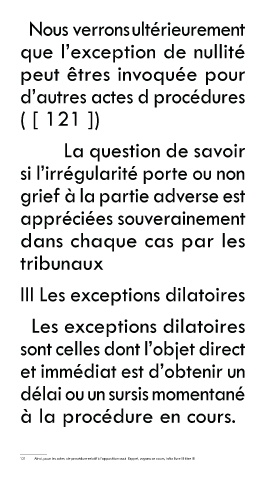 Nous verrons ultérieurement
que l'exception de nullité
peut êtres invoquée pour
d'autres actes d procédures
( [ 121 ])
La question de savoir
si l'irrégularité porte ou non
grief à la partie adverse est
appréciées souverainement
dans chaque cas par les
tribunaux
III Les exceptions dilatoires
Les exceptions dilatoires
sont celles dont l'objet direct
et immédiat est d'obtenir un
délai ou un sursis momentané
à la procédure en cours.